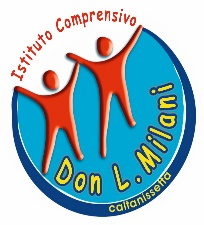 Istituto Comprensivo
Don L. Milani
caltanissetta